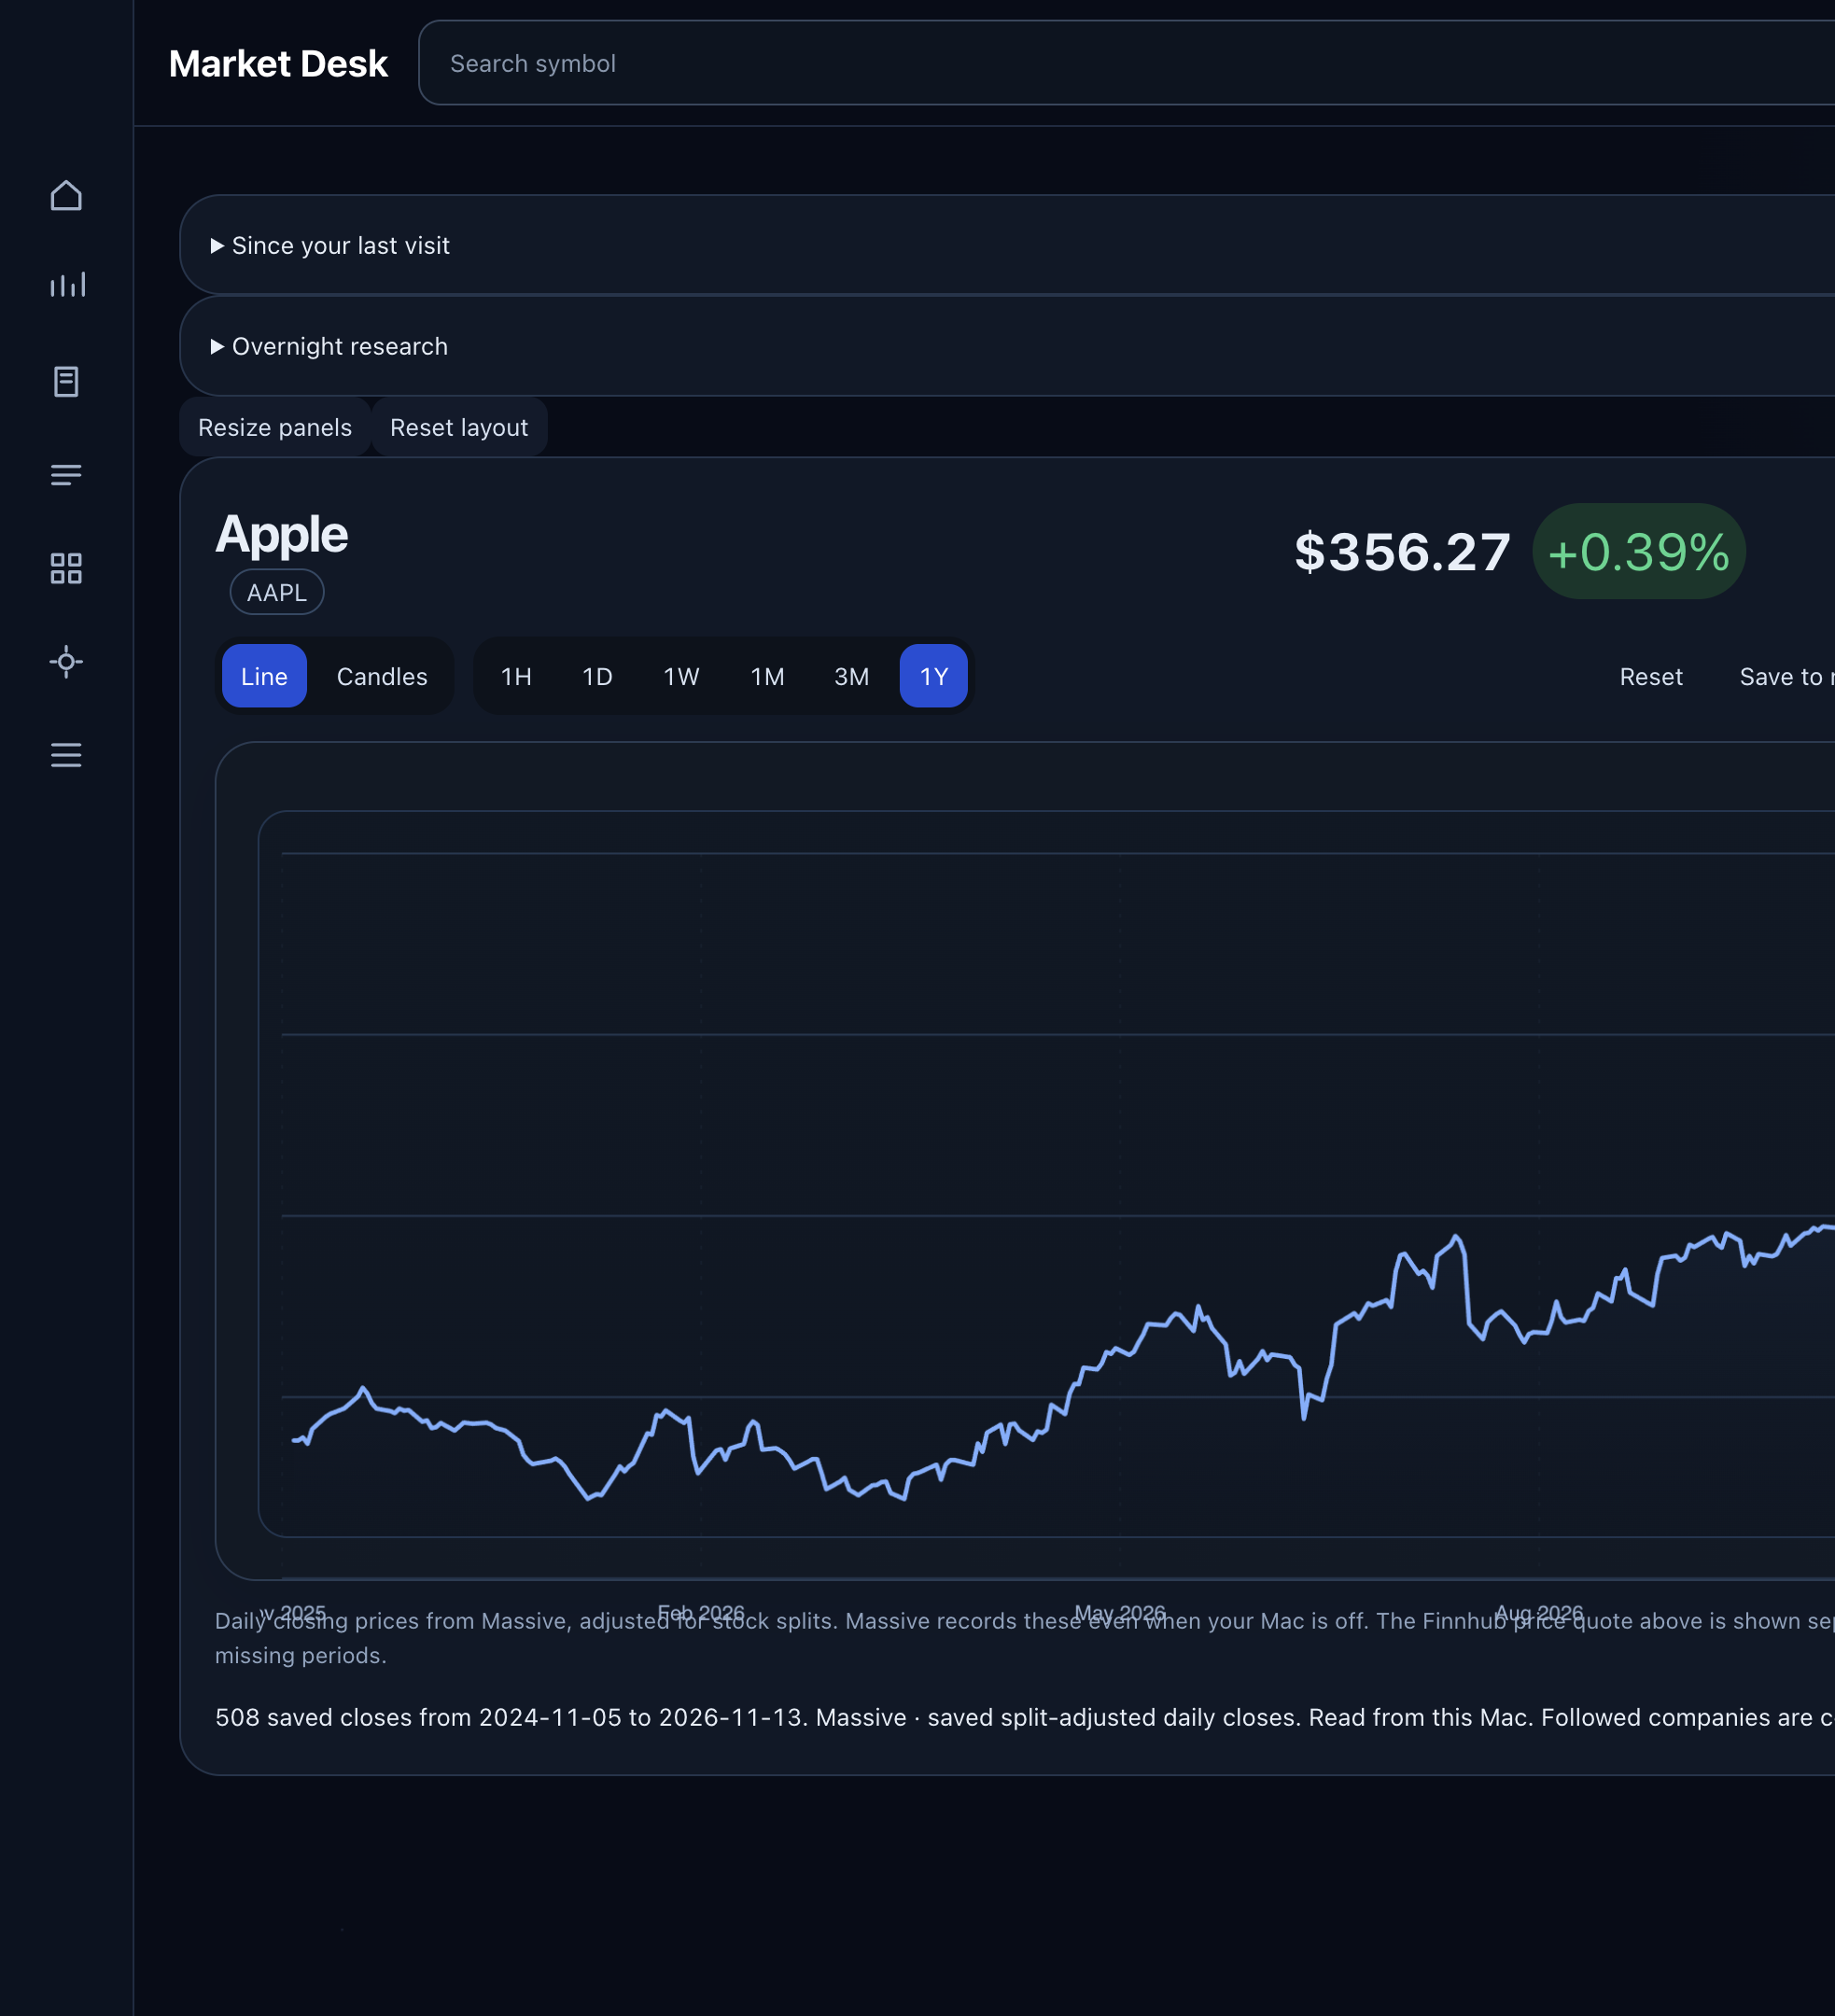 Market Desk
Search symbol
Since your last visit
Overnight research
Resize panels
Reset layout
Apple
$356.27
+0.39%
AAPL
Line
Candles
1H
1D
1W
1M
3M
1Y
Reset
Save to
v 2025
Feb 2026
May 2026
Aug 2026
Daily closing prices from Massive, adjusted for stock splits. Massive records these even when your Mac is off. The Finnhub price quote above is shown
missing periods.
508 saved closes from 2024-11-05 to 2026-11-13. Massive · saved split-adjusted daily closes. Read from this Mac. Followed companies are